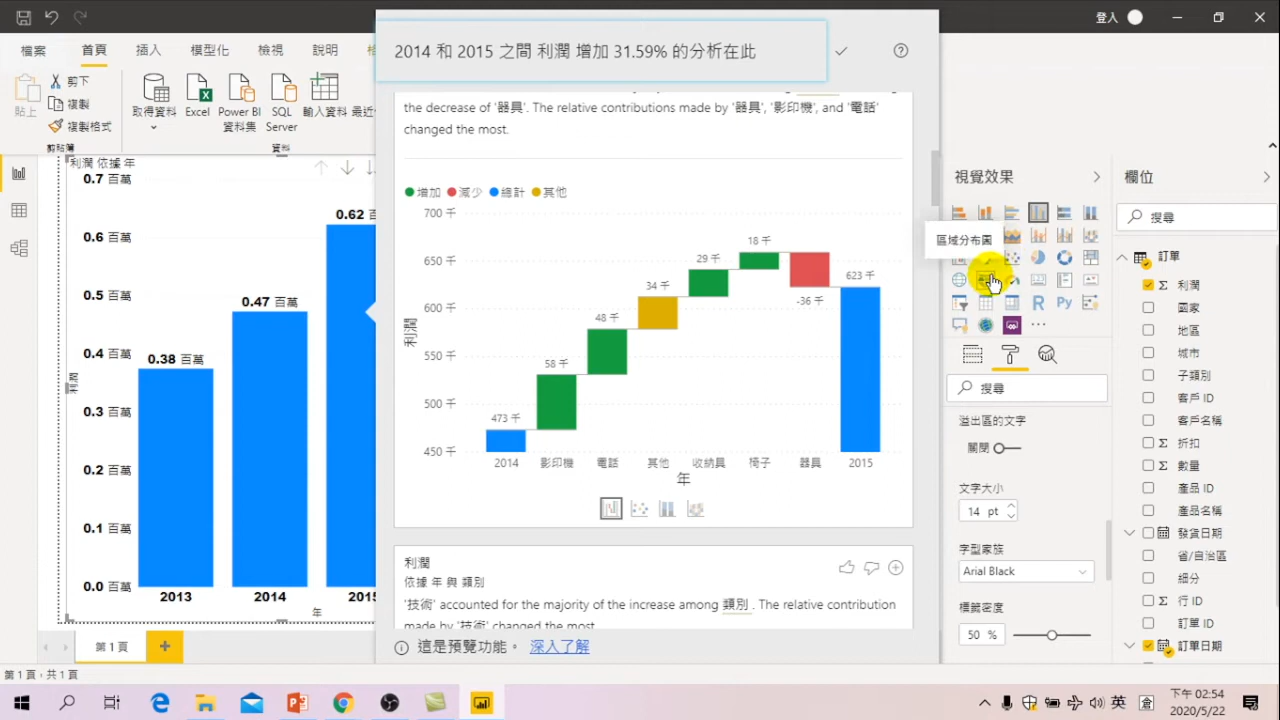 登入
檔案 首頁 插入 模型化 檢視 說明
貼上
剪下
複製
複製格式
剪貼簿
取得資料
Excel
Power BI
資料集
SQL
Server
輸入資料
最近
資料
2014 和 2015 之間 利潤 增加 31.59% 的分析在此
the decrease of '器具'. The relative contributions made by '器具', '影印機', and '電話'
changed the most.
增加 減少 總計 其他
700 千
650 千
600 千
550 千
500 千
450 千
利潤
473 千
58 千
48 千
34 千
29 千
18 千
-36 千
623 千
2014 影印機 電話 其他 收納具 椅子 器具 2015
年
利潤
依據 年 與 類別
'技術' accounted for the majority of the increase among 類別 . The relative contribution
made by '技術' changed the most.
這是預覽功能。 深入了解
利潤 依據 年
0.7 百萬
0.6 百萬
0.5 百萬
0.4 百萬
0.3 百萬
0.2 百萬
0.1 百萬
0.0 百萬
利潤
0.38 百萬
0.47 百萬
0.62 百
2013 2014 2015
年
第 1 頁
第 1 頁，共 1 頁
視覺效果
區域分布圖
R Py
搜尋
溢出區的文字
關閉
文字大小
14 pt
字型家族
Arial Black
標籤密度
50 %
欄位
搜尋
訂單
Σ 利潤
國家
地區
城市
子類別
客戶 ID
客戶名稱
Σ 折扣
Σ 數量
產品 ID
產品名稱
發貨日期
省/自治區
細分
Σ 行 ID
訂單 ID
訂單日期
英
下午 02:54
2020/5/22